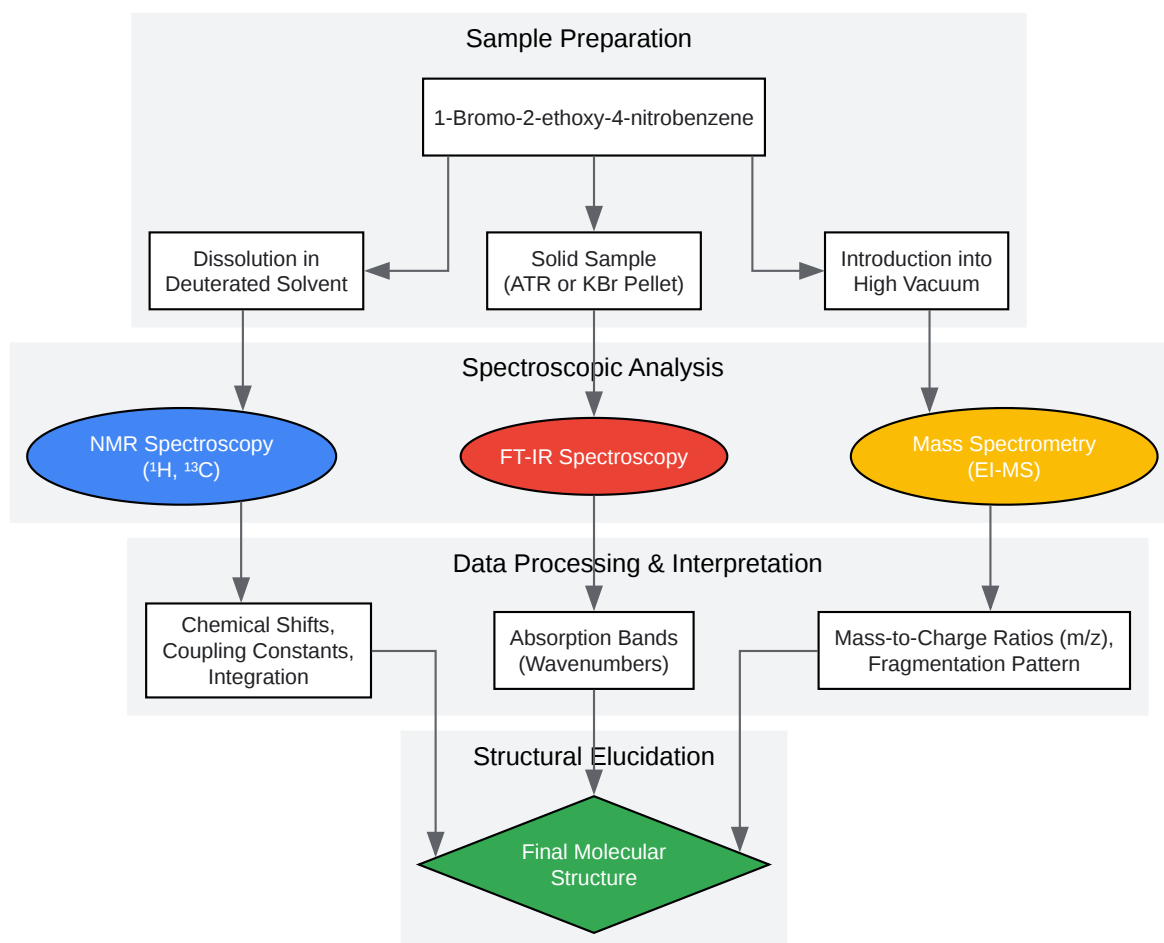 Sample Preparation
1-Bromo-2-ethoxy-4-nitrobenzene
Dissolution in
Deuterated Solvent
Solid Sample
(ATR or KBr Pellet)
Introduction into
High Vacuum
Spectroscopic Analysis
NMR Spectroscopy
(¹H, ¹³C)
FT-IR Spectroscopy
Mass Spectrometry
(EI-MS)
Data Processing & Interpretation
Chemical Shifts,
Coupling Constants,
Integration
Absorption Bands
(Wavenumbers)
Mass-to-Charge Ratios (m/z),
Fragmentation Pattern
Structural Elucidation
Final Molecular
Structure